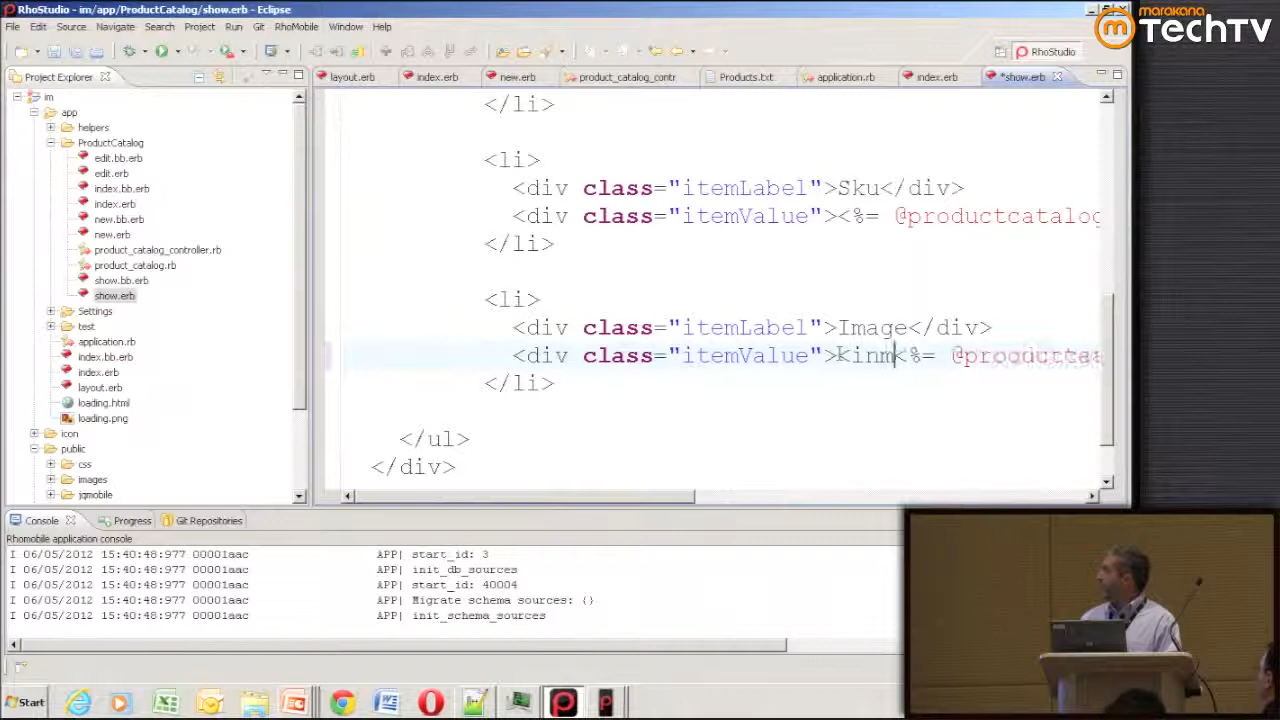 RhoStudio - im/app/ProductCatalog/show.erb - Eclipse
marakana
TechTV
File Edit Source Navigate Search Project Run Git RhoMobile Window Help
RhoStudio
Project Explorer
layout.erb index.erb new.erb product_catalog_contr Products.txt application.rb index.erb *show.erb
im
app
helpers
ProductCatalog
edit.bb.erb
edit.erb
index.bb.erb
index.erb
new.bb.erb
new.erb
product_catalog_controller.rb
product_catalog.rb
show.bb.erb
show.erb
Settings
test
application.rb
index.bb.erb
index.erb
layout.erb
loading.html
loading.png
icon
public
css
images
jqmobile
</li>
<li>
<div class="itemLabel">Sku</div>
<div class="itemValue"><%= @productcatalog
</li>
<li>
<div class="itemLabel">Image</div>
<div class="itemValue">
<%=
</li>
</ul>
</div>
Console Progress Git Repositories
Rhomobile application console
I 06/05/2012 15:40:48:977 00001aac APP| start_id: 3
I 06/05/2012 15:40:48:977 00001aac APP| init_db_sources
I 06/05/2012 15:40:48:977 00001aac APP| start_id: 40004
I 06/05/2012 15:40:48:977 00001aac APP| Migrate schema sources: {}
I 06/05/2012 15:40:48:977 00001aac APP| init_schema_sources
Start